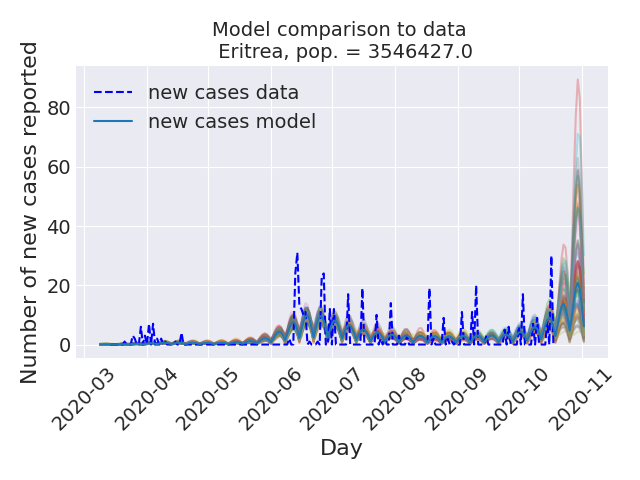 Model comparison to data
Eritrea, pop. = 3546427.0
new cases data
new cases model
Number of new cases reported
80
60
40
20
0
2020-03
2020-04
2020-05
2020-06
2020-07
2020-08
2020-09
2020-10
2020-11
Day